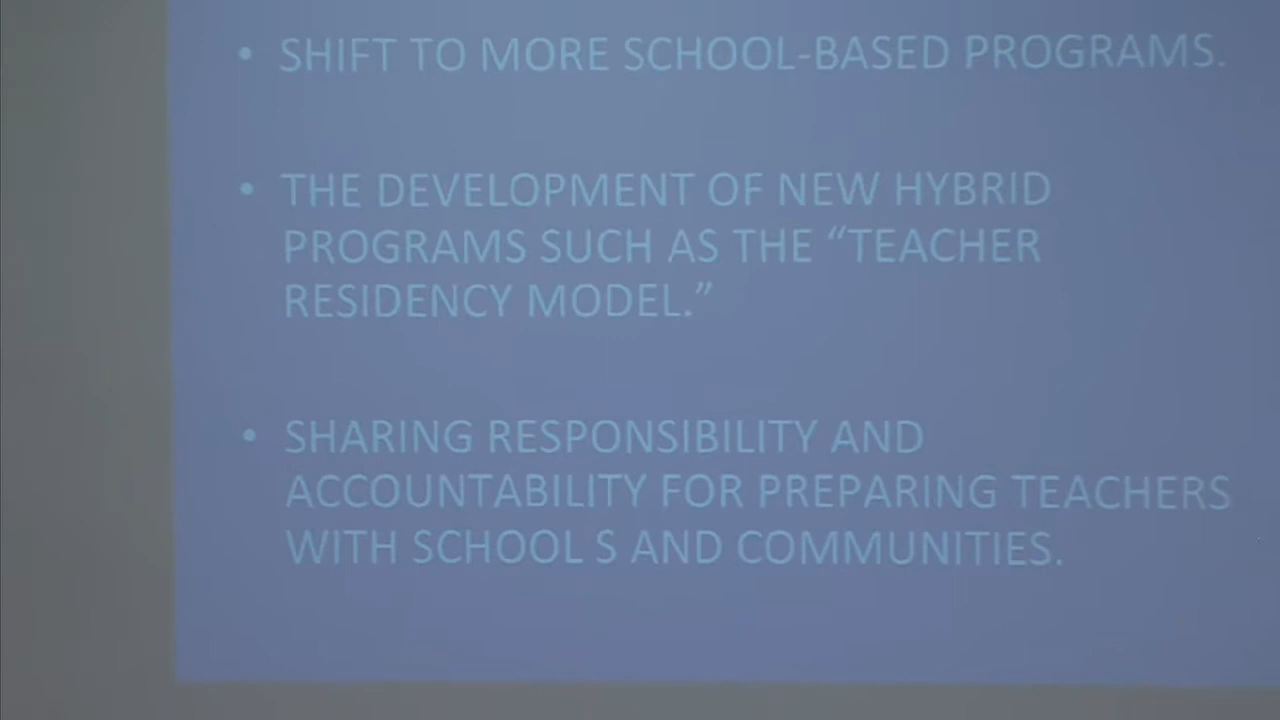 • SHIFT TO MORE SCHOOL-BASED PROGRAMS.
• THE DEVELOPMENT OF NEW HYBRID
PROGRAMS SUCH AS THE “TEACHER
RESIDENCY MODEL.”
• SHARING RESPONSIBILITY AND
ACCOUNTABILITY FOR PREPARING TEACHERS
WITH SCHOOL S AND COMMUNITIES.